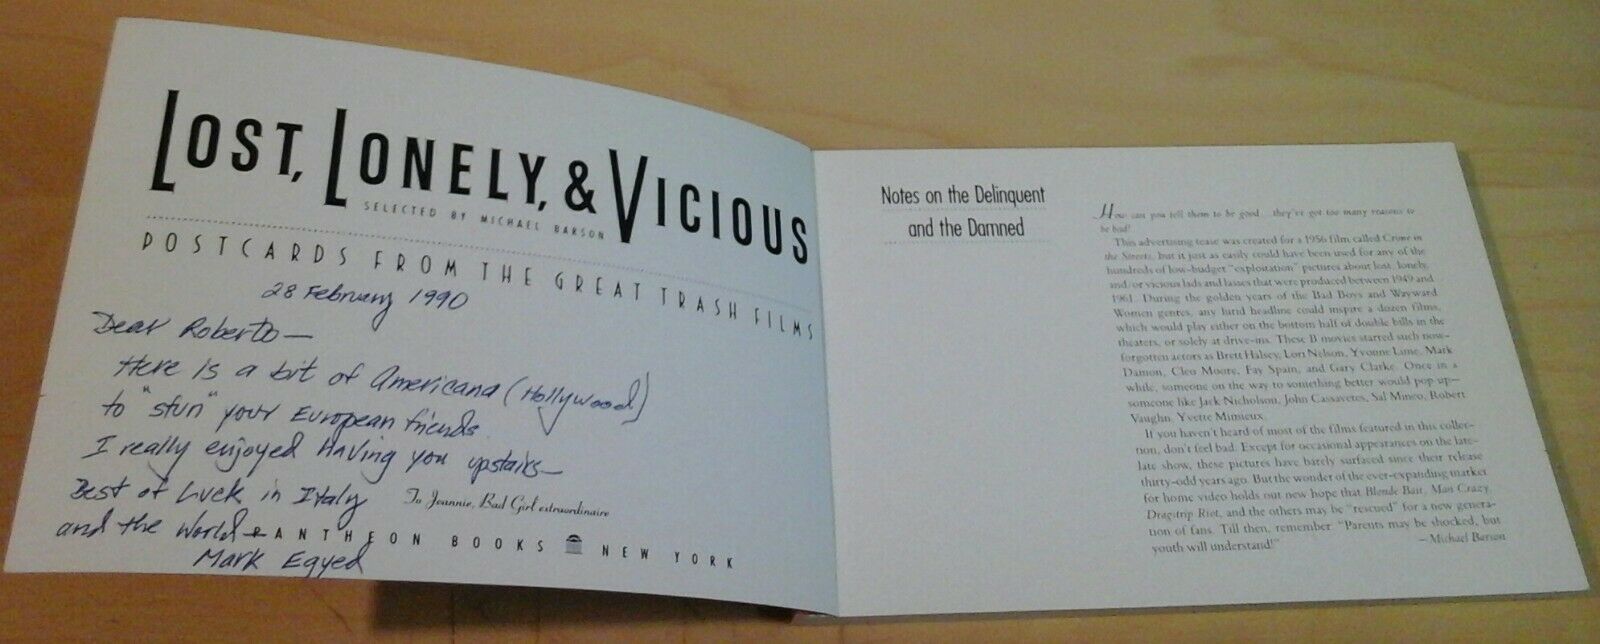 LOST, LONELY, & VICIOUS
SELECTED BY MICHAEL BARSON
POSTCARDS FROM THE GREAT TRASH FILMS
28 February 1990
Dear Roberto—
Here is a bit of Americana (Hollywood)
to "stun" your European friends.
I really enjoyed Having you upstairs—
Best of Luck in Italy
To Jeannie, Bad Girl extraordinaire
and the World—
PANTHEON BOOKS NEW YORK
Mark Egyed
Notes on the Delinquent
and the Damned
How can you tell them to be good...they've got too many reasons to
be bad!
This advertising tease was created for a 1956 film called Crime in
the Streets, but it just as easily could have been used for any of the
hundreds of low-budget "exploitation" pictures about lost, lonely,
and/or vicious lads and lasses that were produced between 1949 and
1961. During the golden years of the Bad Boys and Wayward
Women genres, any lurid headline could inspire a dozen films,
which would play either on the bottom half of double bills in the
theaters, or solely at drive-ins. These B movies starred such now-
forgotten actors as Brett Halsey, Lori Nelson, Yvonne Lime, Mark
Damon, Cleo Moore, Fay Spain, and Gary Clarke. Once in a
while, someone on the way to something better would pop up—
someone like Jack Nicholson, John Cassavetes, Sal Mineo, Robert
Vaughn, Yvette Mimieux.
If you haven't heard of most of the films featured in this collec-
tion, don't feel bad. Except for occasional appearances on the late-
late show, these pictures have barely surfaced since their release
thirty-odd years ago. But the wonder of the ever-expanding market
for home video holds out new hope that Blonde Bait, Man Crazy,
Dragstrip Riot, and the others may be "rescued" for a new genera-
tion of fans. Till then, remember: "Parents may be shocked, but
youth will understand!"
—Michael Barson